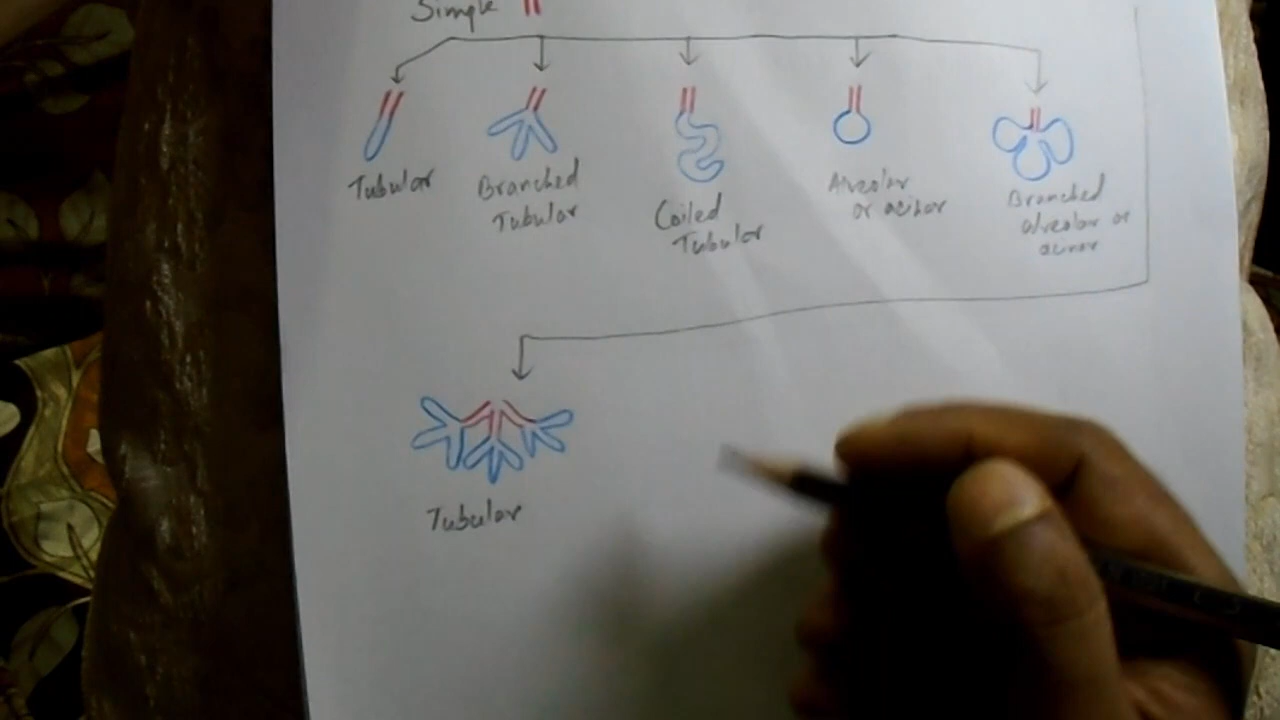 Simple
Tubular
Branched
Tubular
Coiled
Tubular
Alveolar
or acinar
Branched
alveolar or
acinar
Tubular